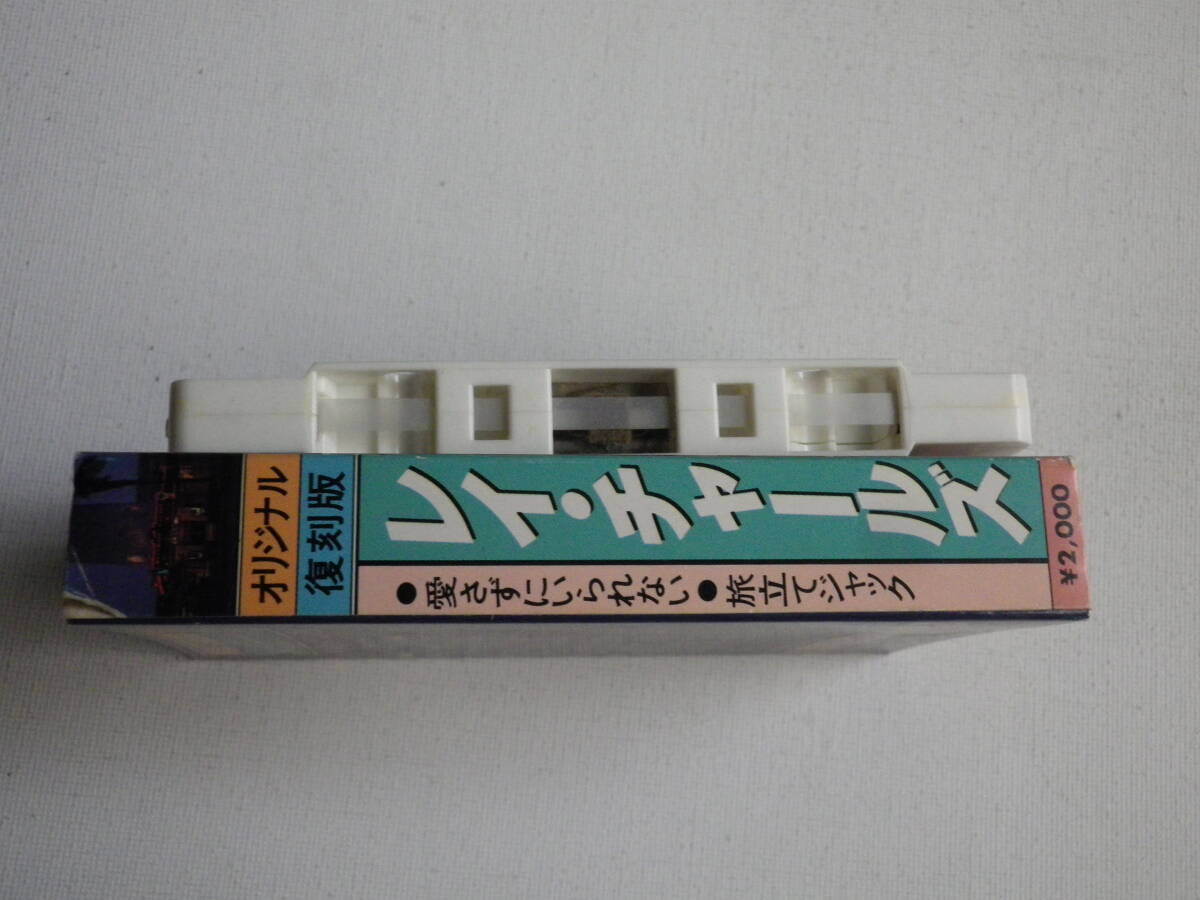 オリジナル
復刻版
レイ・チャールズ
●愛さずにいられない●旅立てジャック
¥2,000